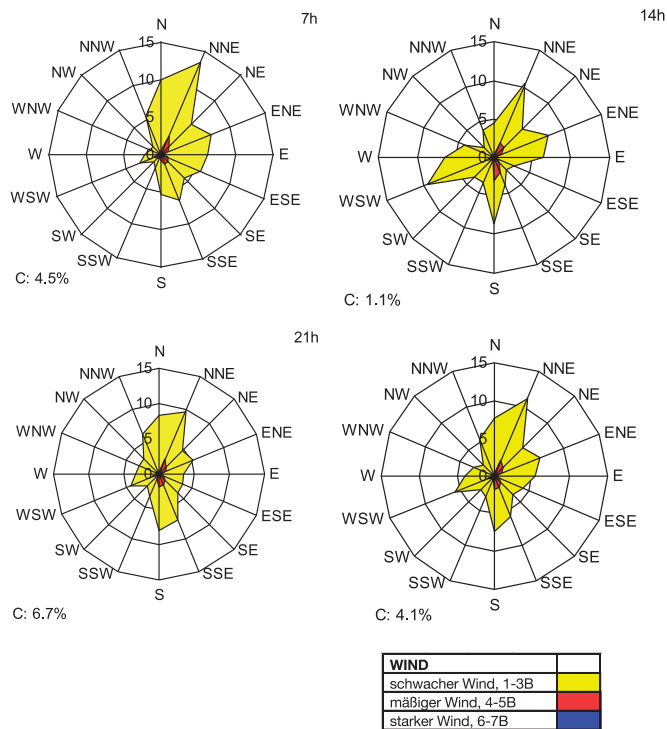 7h
N
NNE
NE
ENE
E
ESE
SE
SSE
S
SSW
SW
WSW
W
WNW
NW
NNW
15
10
5
0
C: 4.5%
14h
N
NNE
NE
ENE
E
ESE
SE
SSE
S
SSW
SW
WSW
W
WNW
NW
NNW
15
10
5
0
C: 1.1%
21h
N
NNE
NE
ENE
E
ESE
SE
SSE
S
SSW
SW
WSW
W
WNW
NW
NNW
15
10
5
0
C: 6.7%
N
NNE
NE
ENE
E
ESE
SE
SSE
S
SSW
SW
WSW
W
WNW
NW
NNW
15
10
5
0
C: 4.1%
WIND
schwacher Wind, 1-3B
mäßiger Wind, 4-5B
starker Wind, 6-7B